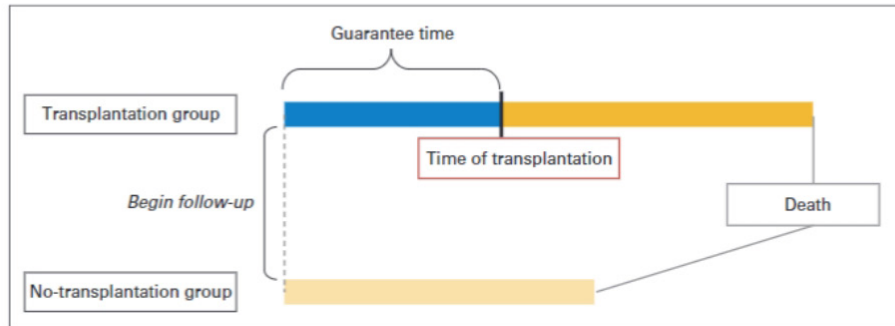 Guarantee time
Transplantation group
Time of transplantation
Begin follow-up
Death
No-transplantation group